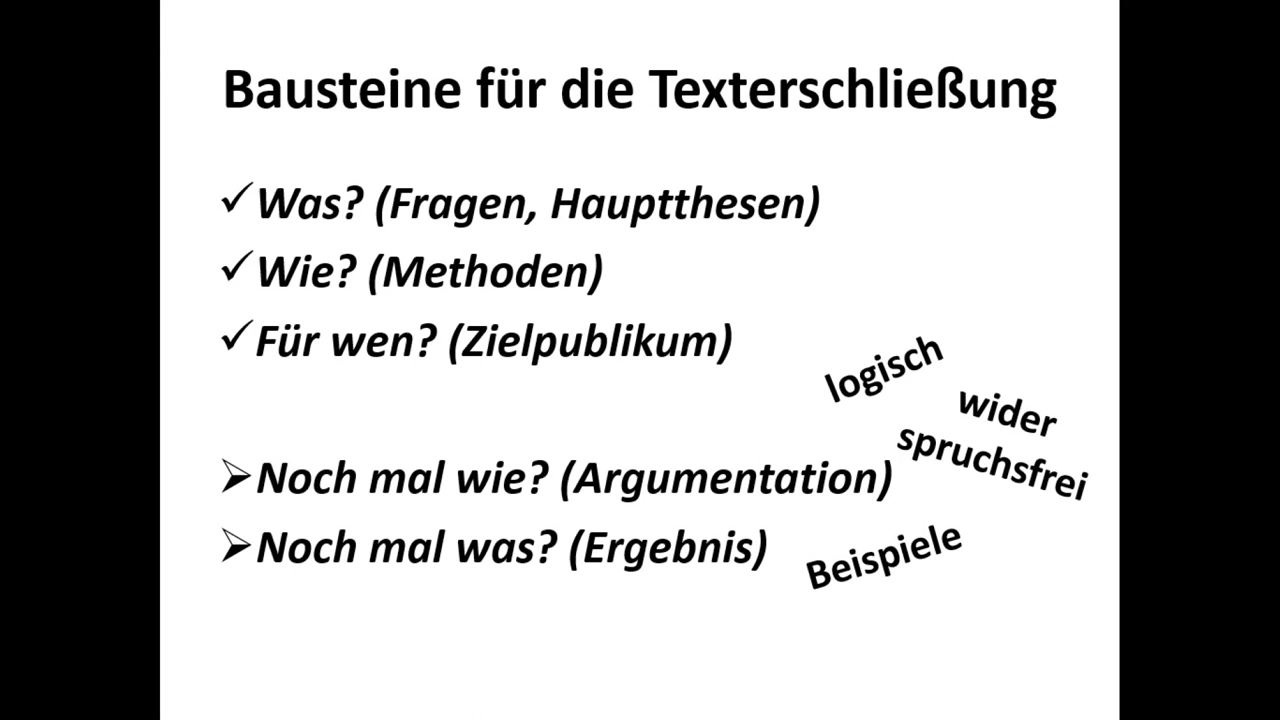 Bausteine für die Texterschließung
Was? (Fragen, Hauptthesen)
Wie? (Methoden)
Für wen? (Zielpublikum)
logisch
wider
spruchsfrei
Noch mal wie? (Argumentation)
Noch mal was? (Ergebnis)
Beispiele